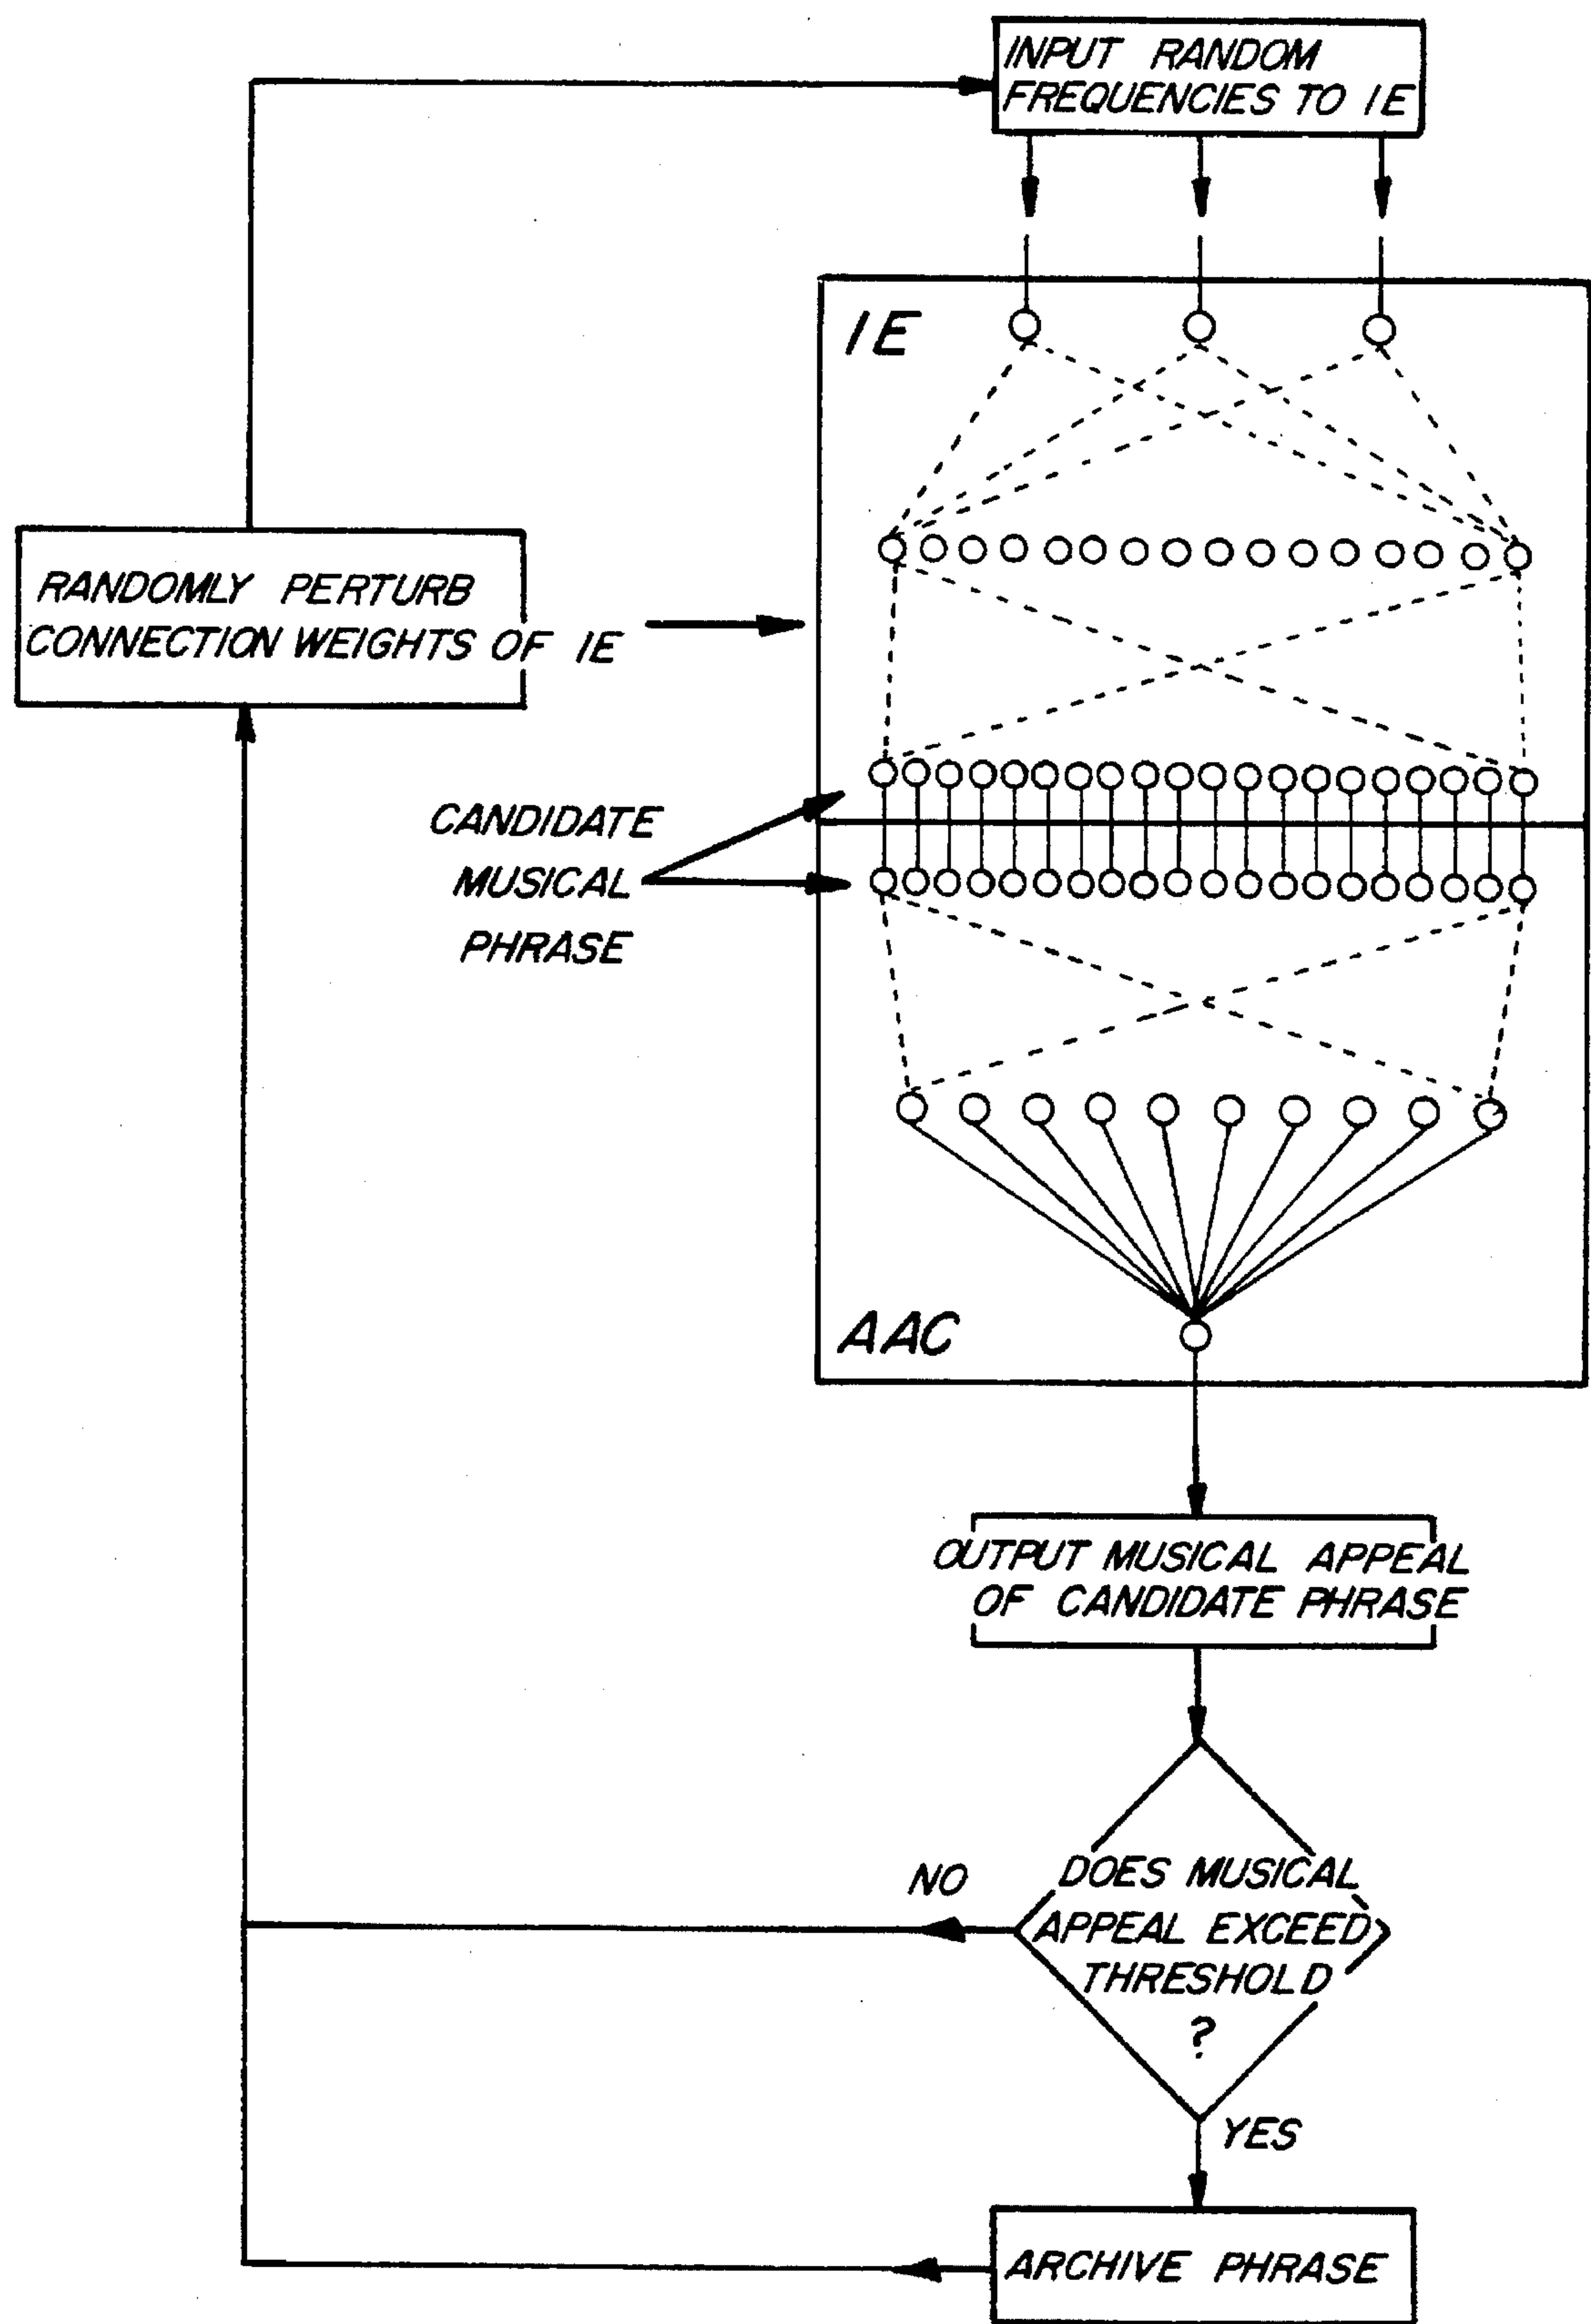 INPUT RANDOM
FREQUENCIES TO IE
IE
RANDOMLY PERTURB
CONNECTION WEIGHTS OF IE
CANDIDATE
MUSICAL
PHRASE
AAC
OUTPUT MUSICAL APPEAL
OF CANDIDATE PHRASE
NO
DOES MUSICAL
APPEAL EXCEED
THRESHOLD
?
YES
ARCHIVE PHRASE